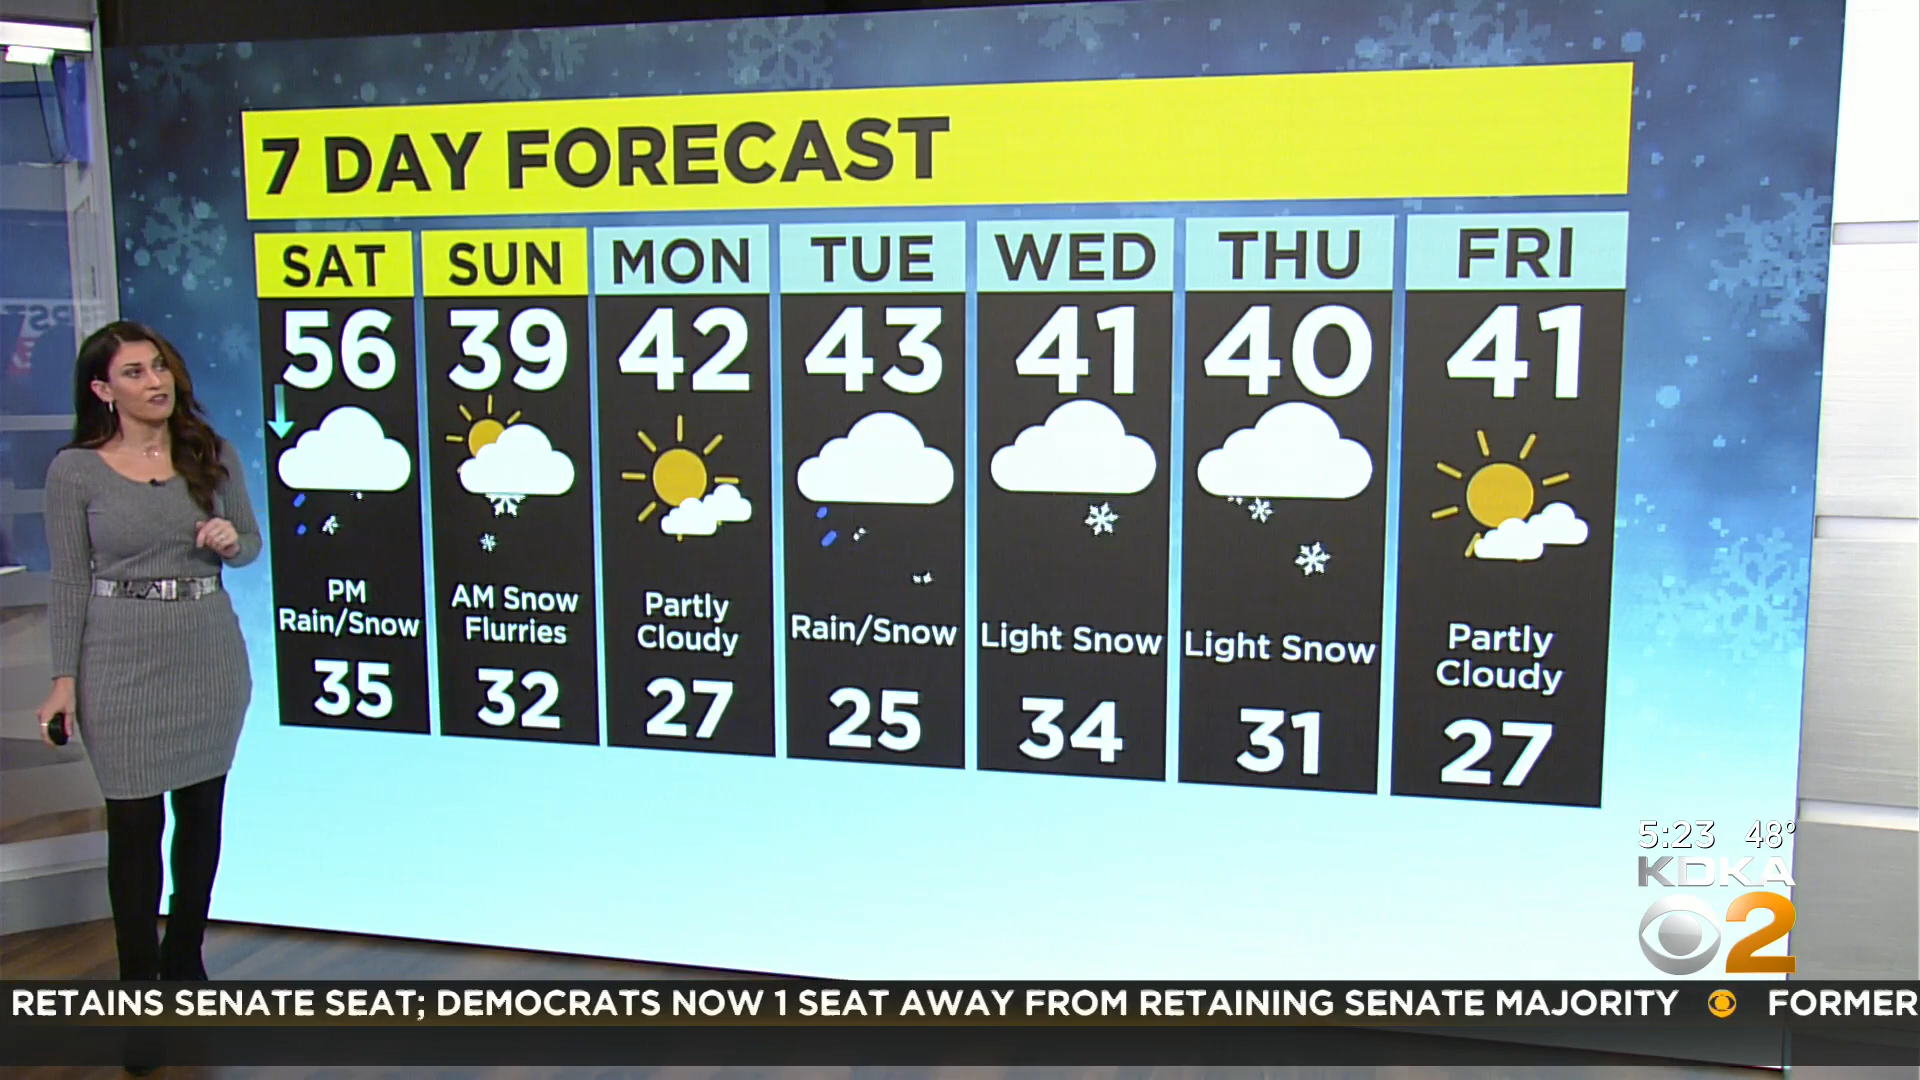 7 DAY FORECAST
SAT SUN MON TUE WED THU FRI
56 39 42 43 41 40 41
PM Rain/Snow
AM Snow Flurries
Partly Cloudy
Rain/Snow
Light Snow
Light Snow
Partly Cloudy
35 32 27 25 34 31 27
5:23 48°
KDKA
2
RETAINS SENATE SEAT; DEMOCRATS NOW 1 SEAT AWAY FROM RETAINING SENATE MAJORITY FORMER